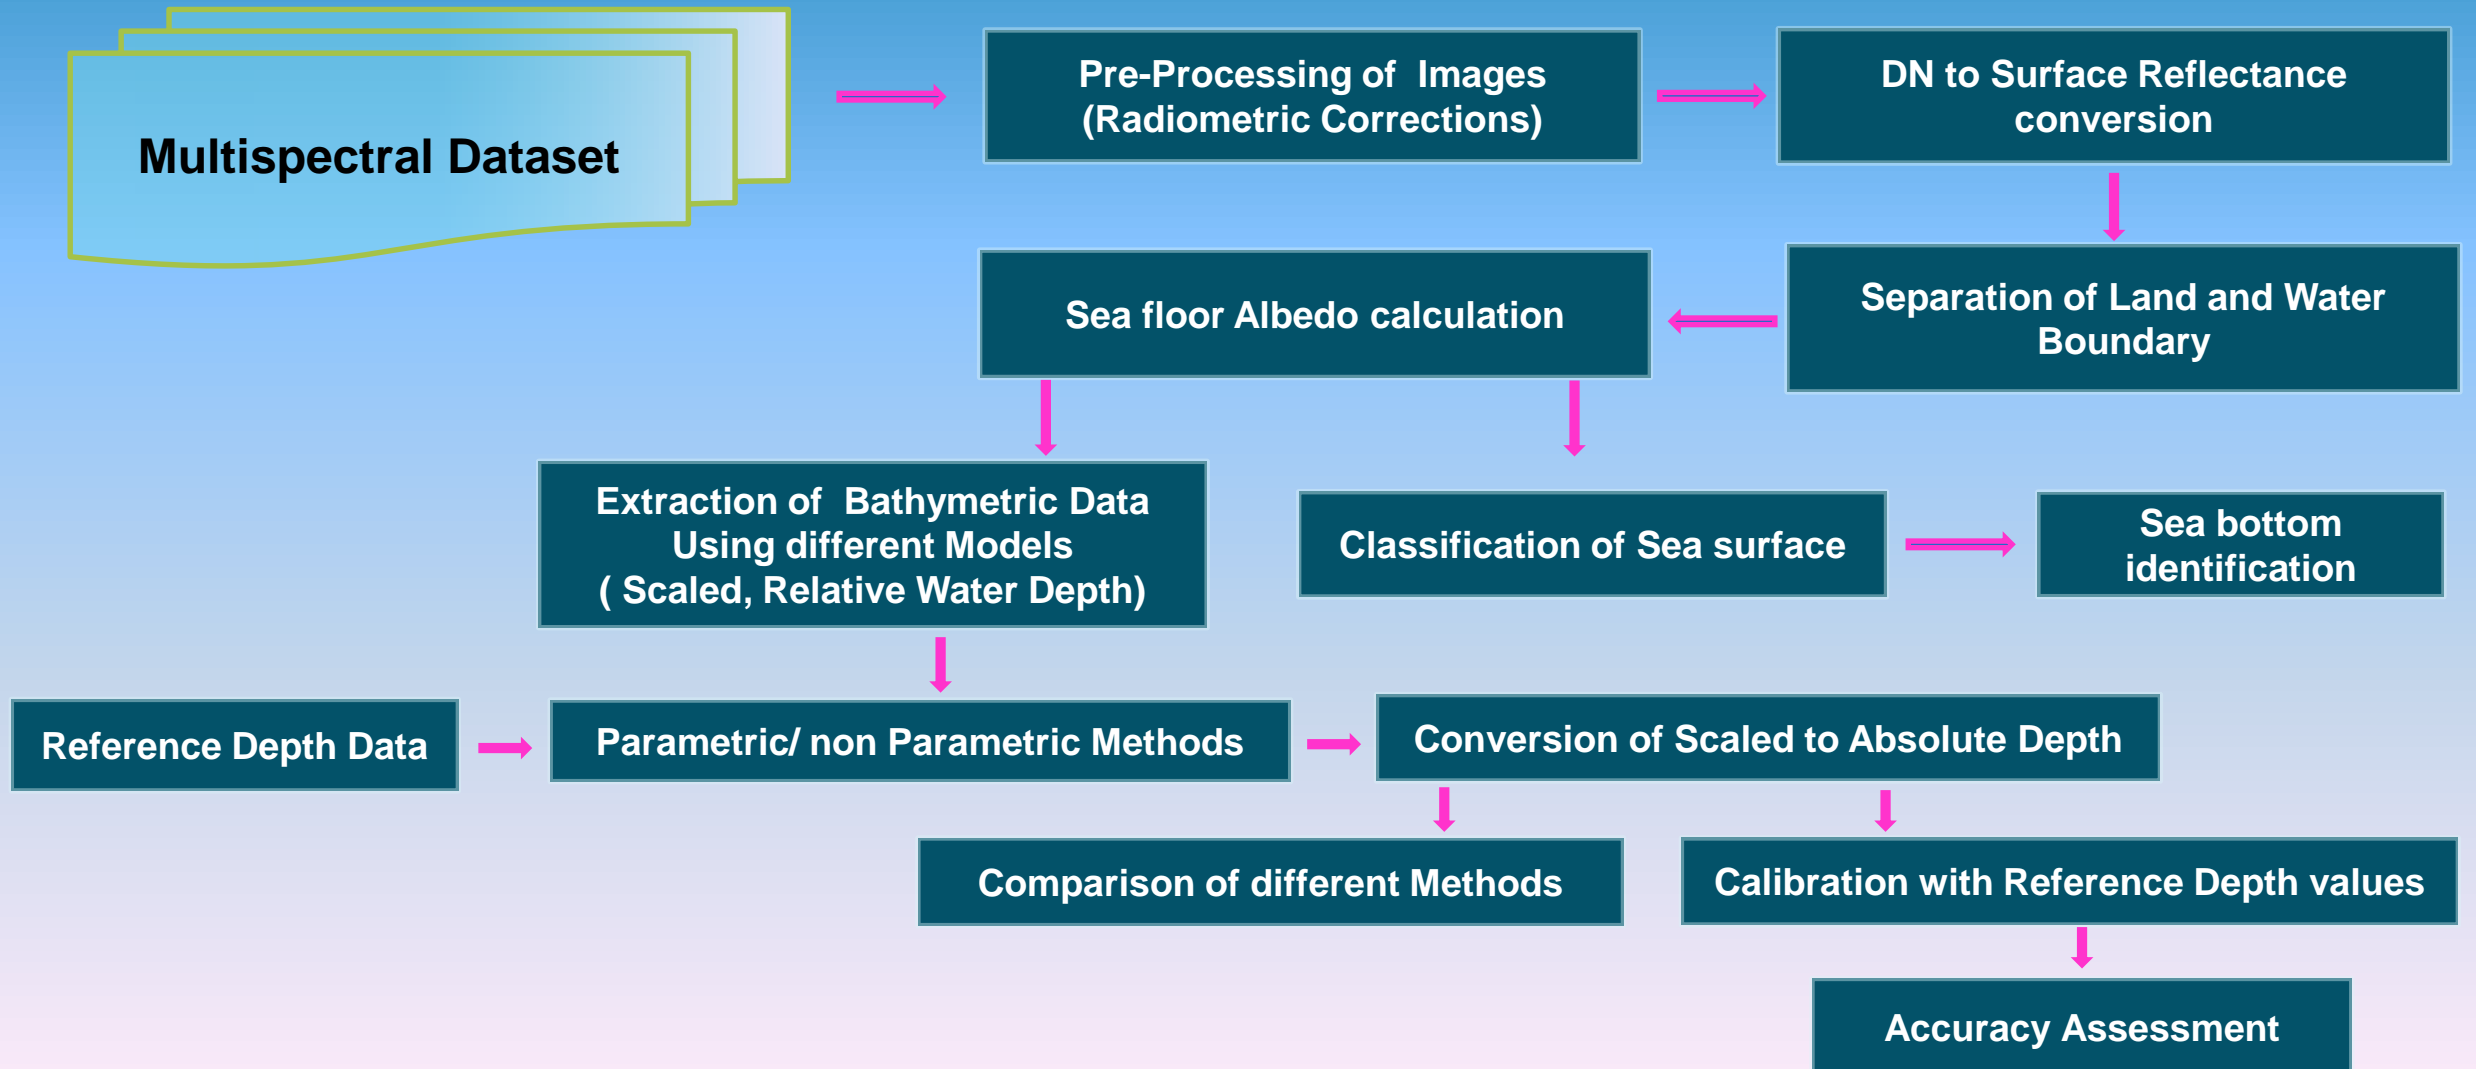 Multispectral Dataset
Pre-Processing of  Images
(Radiometric Corrections)
DN to Surface Reflectance
conversion
Sea floor Albedo calculation
Separation of Land and Water
Boundary
Extraction of  Bathymetric Data
Using different Models
( Scaled, Relative Water Depth)
Classification of Sea surface
Sea bottom
identification
Reference Depth Data
Parametric/ non Parametric Methods
Conversion of Scaled to Absolute Depth
Comparison of different Methods
Calibration with Reference Depth values
Accuracy Assessment